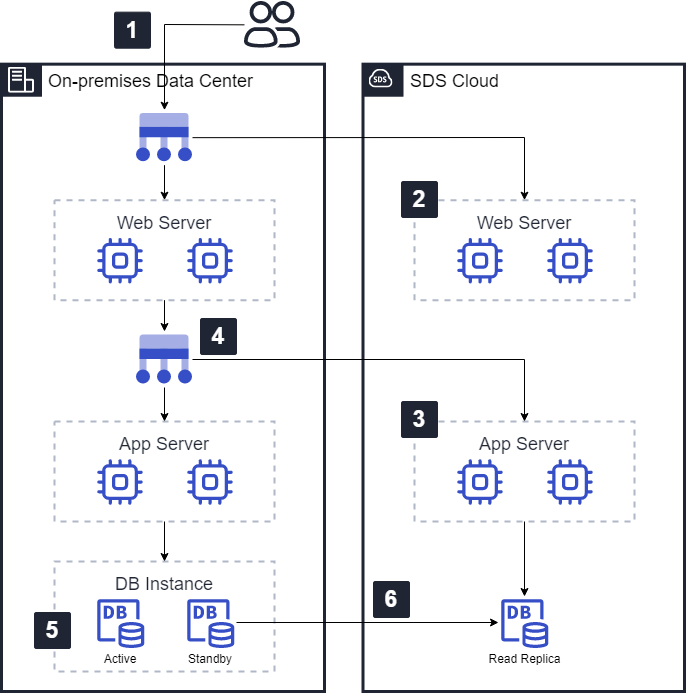 1
On-premises Data Center
SDS
SDS Cloud
Web Server
2
Web Server
4
App Server
3
App Server
DB Instance
5
DB
Active
DB
Standby
6
DB
Read Replica